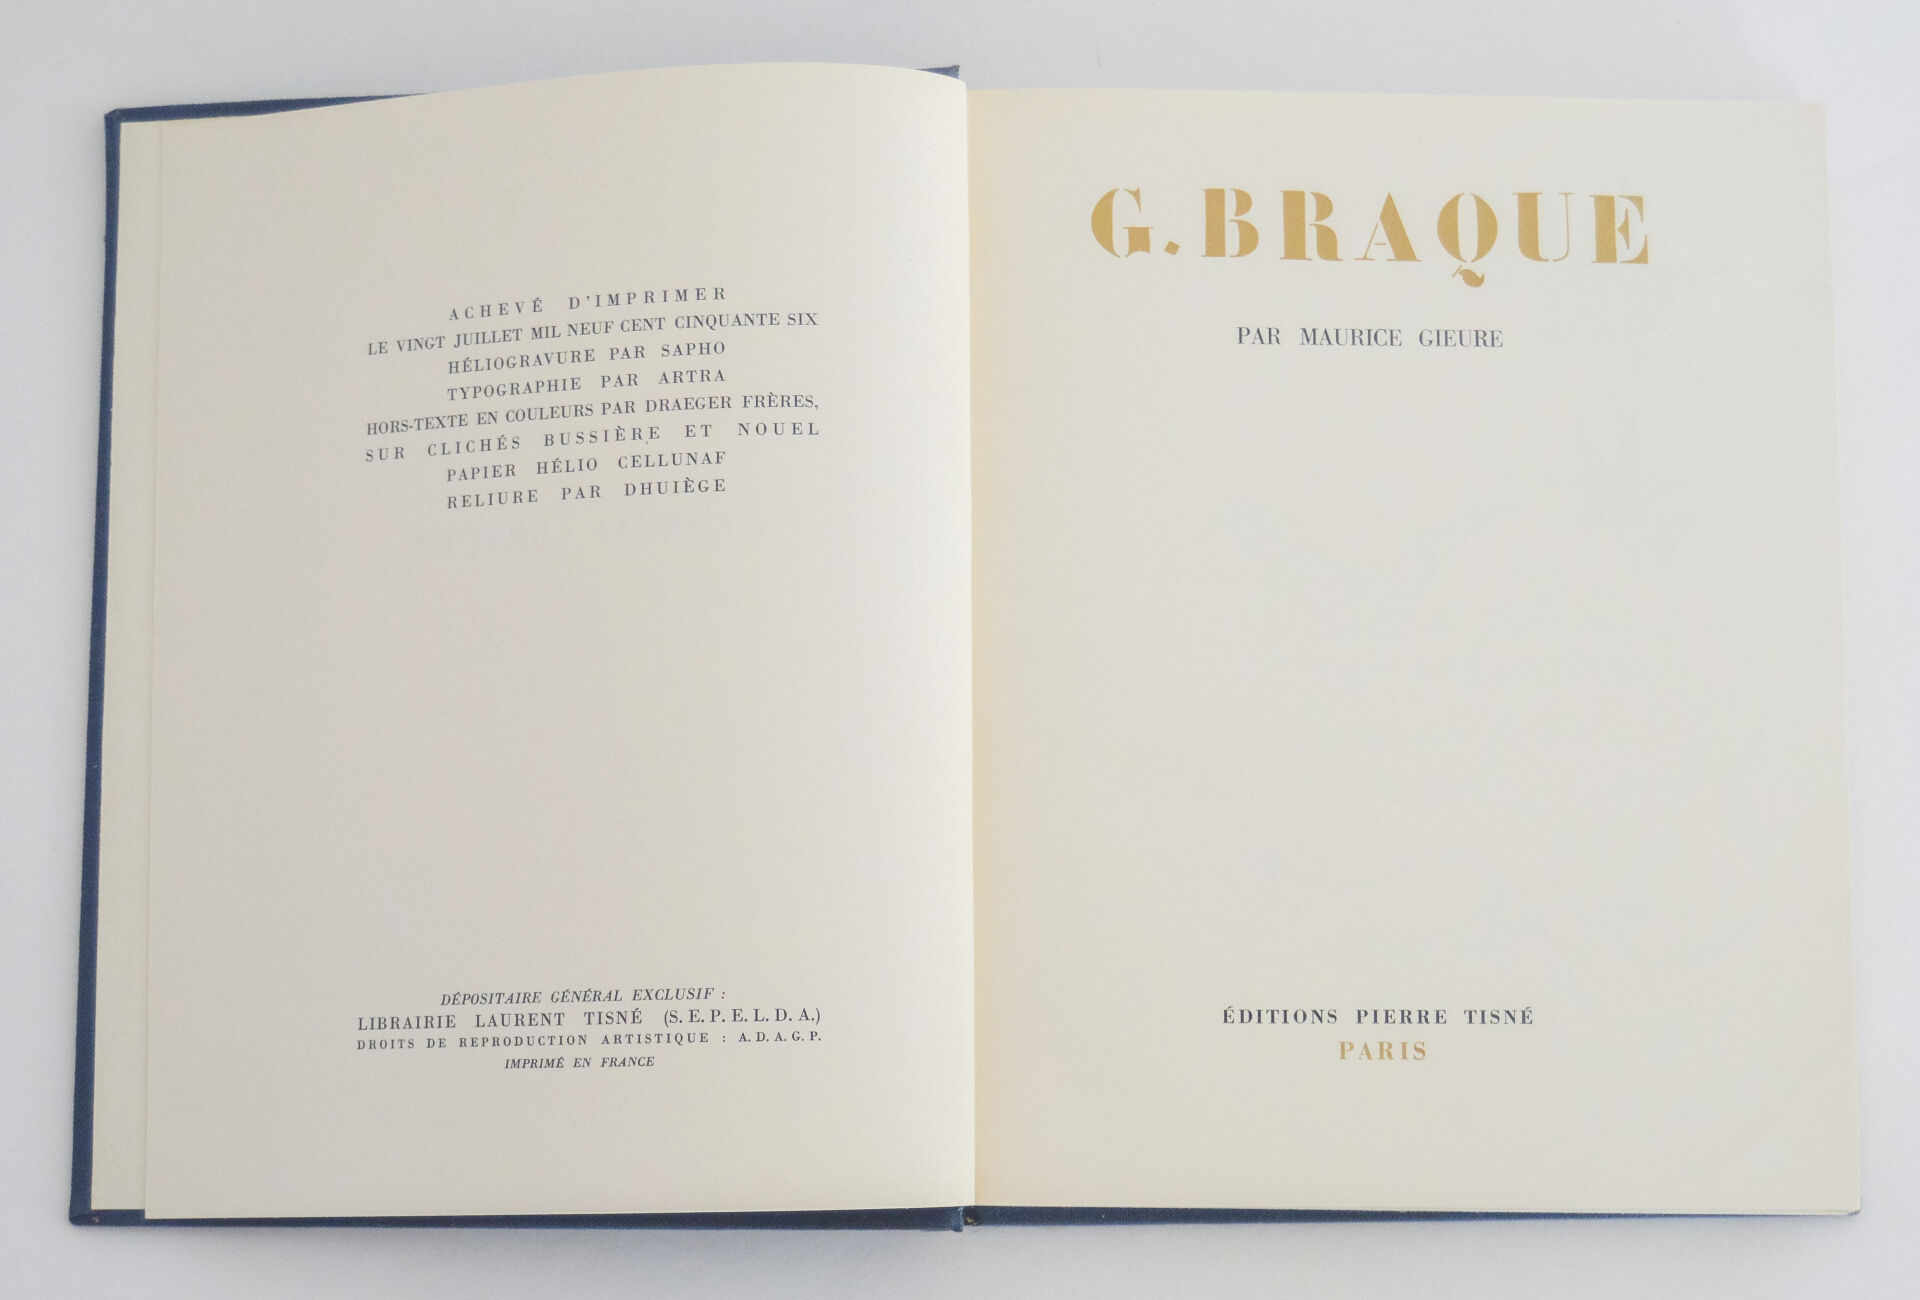 ACHEVÉ D'IMPRIMER
LE VINGT JUILLET MIL NEUF CENT CINQUANTE SIX
HÉLIOGRAVURE PAR SAPHO
TYPOGRAPHIE PAR ARTRA
HORS-TEXTE EN COULEURS PAR DRAEGER FRÈRES,
SUR CLICHÉS BUSSIÈRE ET NOUEL
PAPIER HÉLIO CELLUNAF
RELIURE PAR DHUIÈGE
DÉPOSITAIRE GÉNÉRAL EXCLUSIF :
LIBRAIRIE LAURENT TISNÉ (S. E. P. E. L. D. A.)
DROITS DE REPRODUCTION ARTISTIQUE : A. D. A. G. P.
IMPRIMÉ EN FRANCE
G. BRAQUE
PAR MAURICE GIEURE
ÉDITIONS PIERRE TISNÉ
PARIS